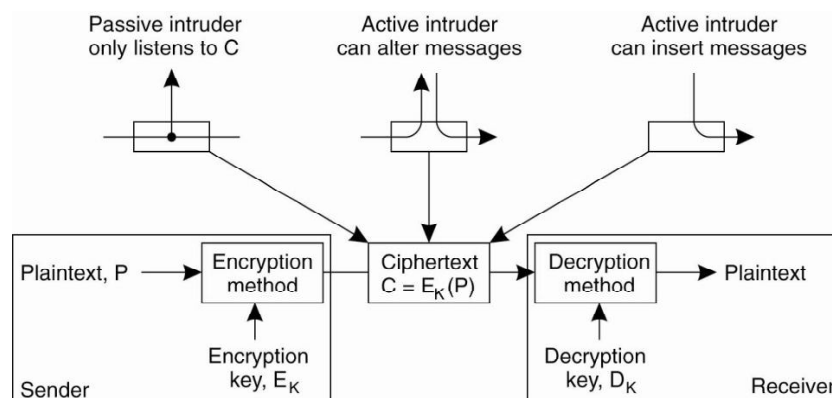 Passive intruder
only listens to C
Active intruder
can alter messages
Active intruder
can insert messages
Plaintext, P
Encryption
method
Ciphertext
C = E_K(P)
Decryption
method
Plaintext
Encryption
key, E_K
Decryption
key, D_K
Sender
Receiver